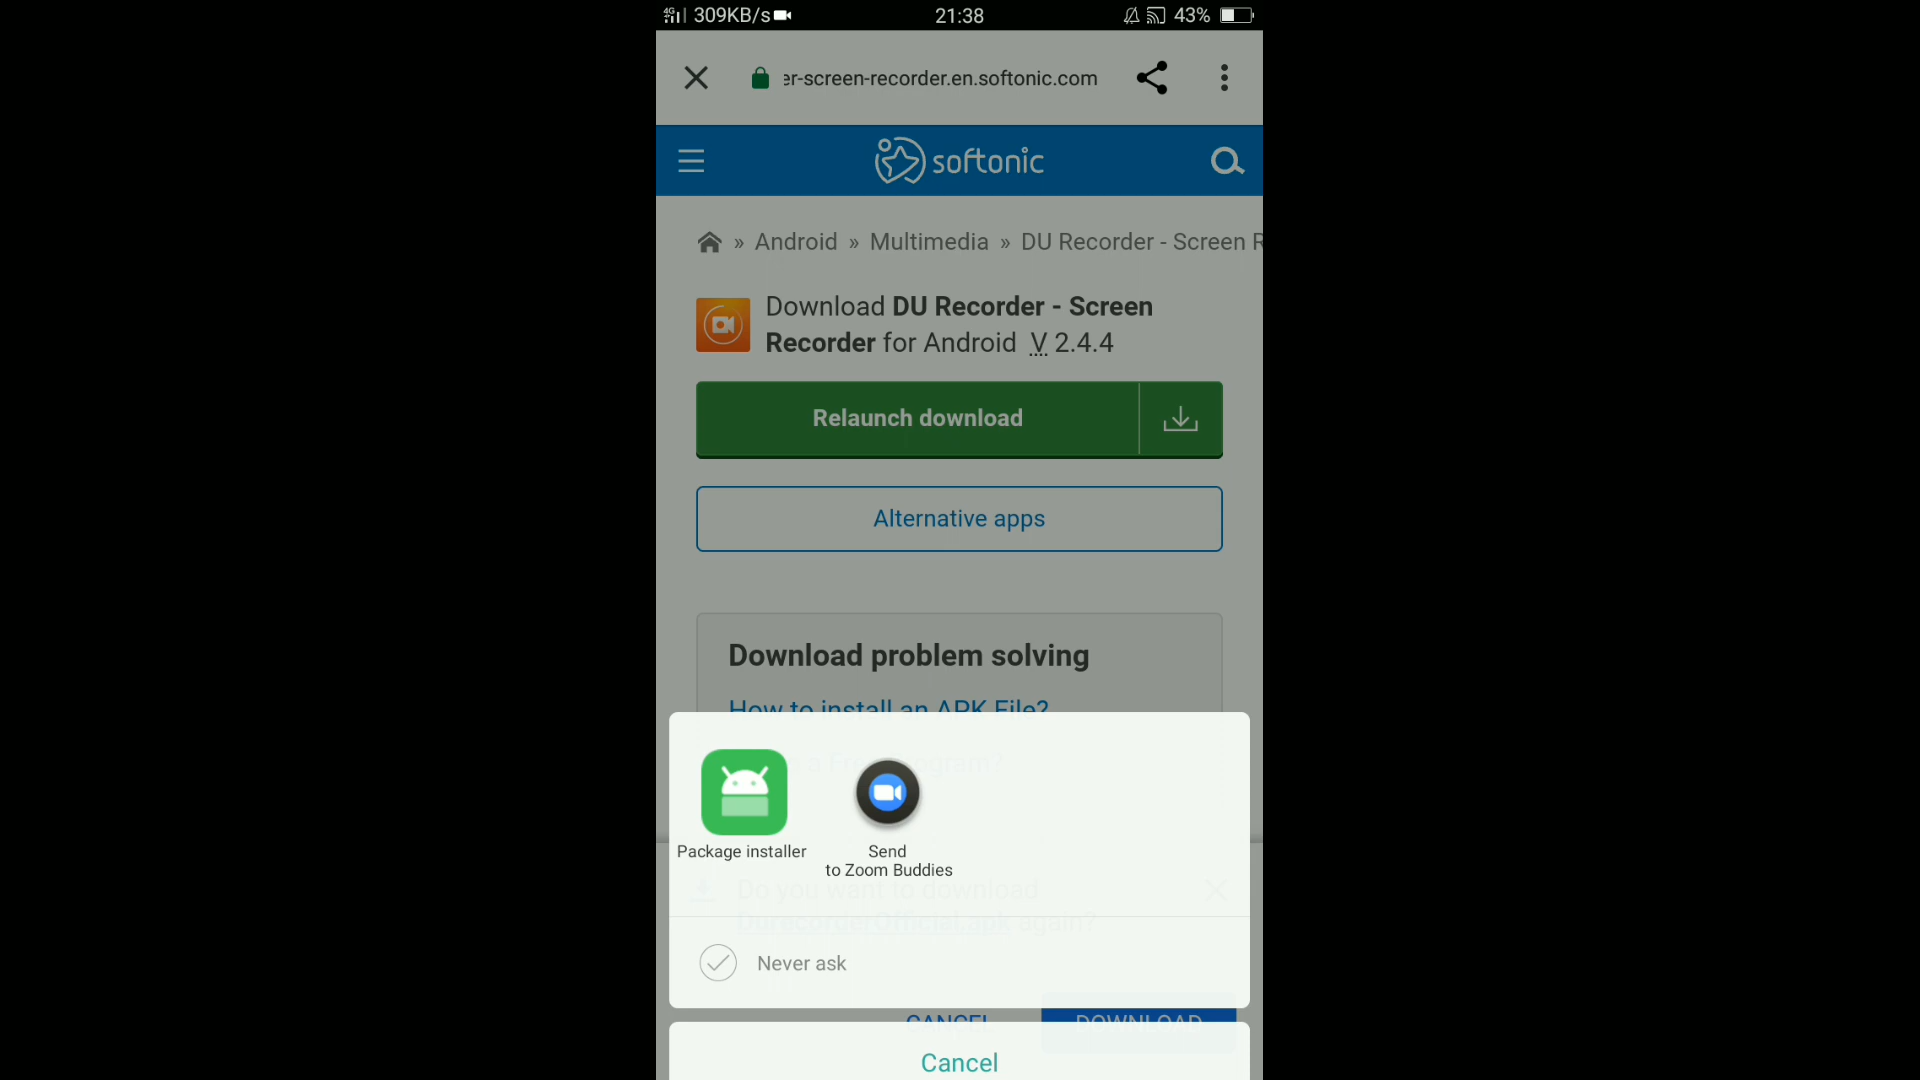 4G 309KB/s 21:38 43%
er-screen-recorder.en.softonic.com
softonic
» Android » Multimedia » DU Recorder - Screen R
Download DU Recorder - Screen
Recorder for Android V 2.4.4
Relaunch download
Alternative apps
Download problem solving
How to install an APK File?
Package installer
Send
to Zoom Buddies
Do you want to download
DurecorderOfficial.apk again?
Never ask
CANCEL DOWNLOAD
Cancel